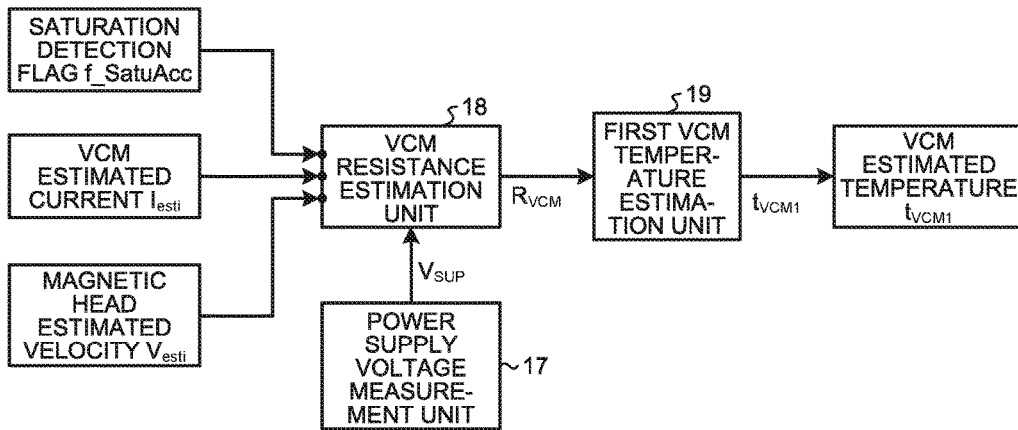 SATURATION
DETECTION
FLAG f_SatuAcc
VCM
ESTIMATED
CURRENT Iesti
MAGNETIC
HEAD
ESTIMATED
VELOCITY Vesti
18
VCM
RESISTANCE
ESTIMATION
UNIT
RVCM
VSUP
POWER
SUPPLY
VOLTAGE
MEASURE-
MENT UNIT
17
19
FIRST VCM
TEMPER-
ATURE
ESTIMA-
TION UNIT
tVCM1
VCM
ESTIMATED
TEMPERATURE
tVCM1